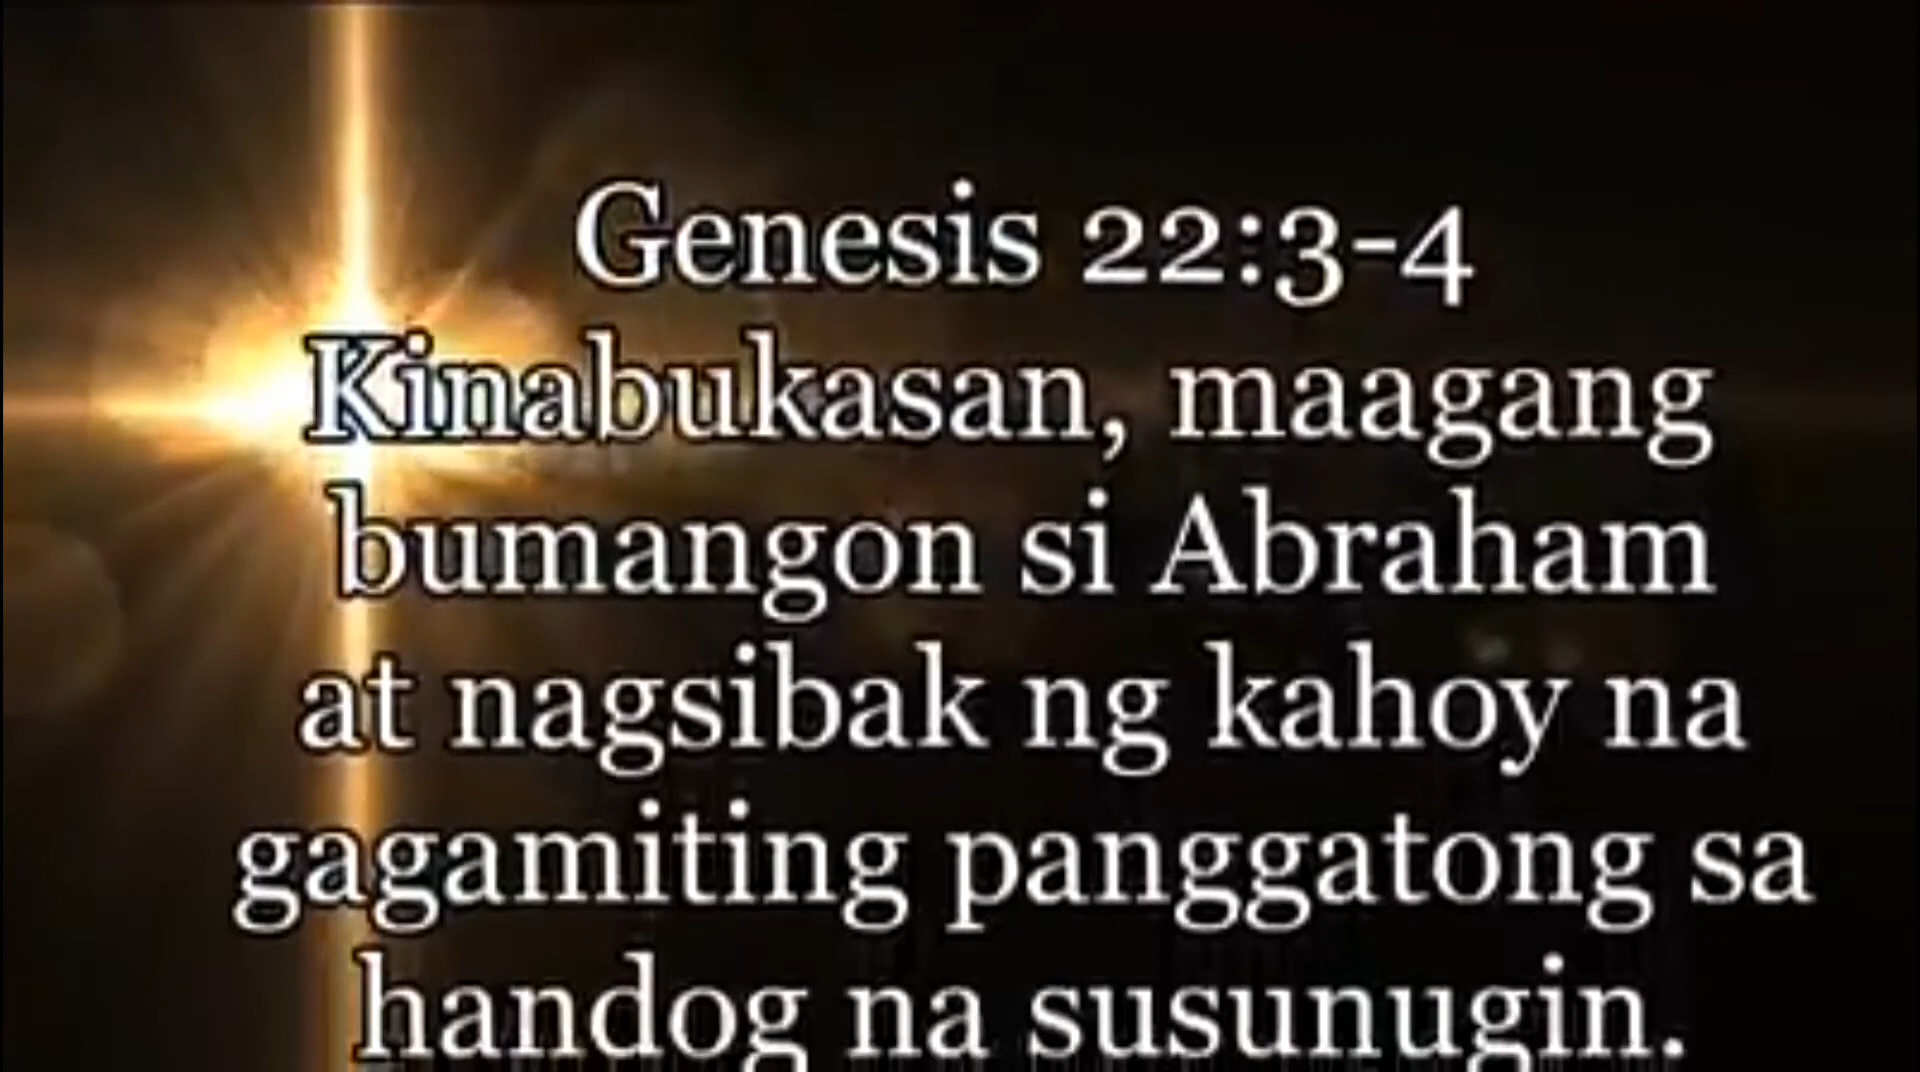 Genesis 22:3-4
Kinabukasan, maagang
bumangon si Abraham
at nagsibak ng kahoy na
gagamiting panggatong sa
handog na susunugin.